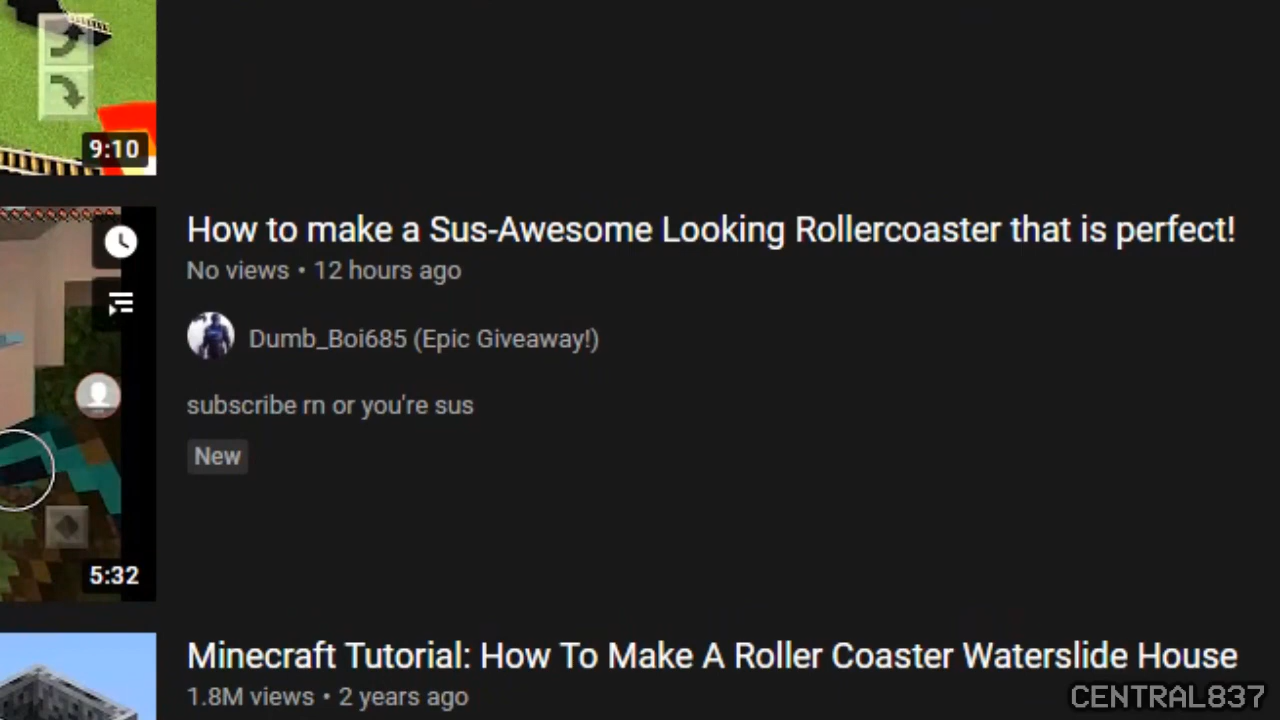 9:10
How to make a Sus-Awesome Looking Rollercoaster that is perfect!
No views • 12 hours ago
Dumb_Boi685 (Epic Giveaway!)
subscribe rn or you're sus
New
5:32
Minecraft Tutorial: How To Make A Roller Coaster Waterslide House
1.8M views • 2 years ago
CENTRAL837